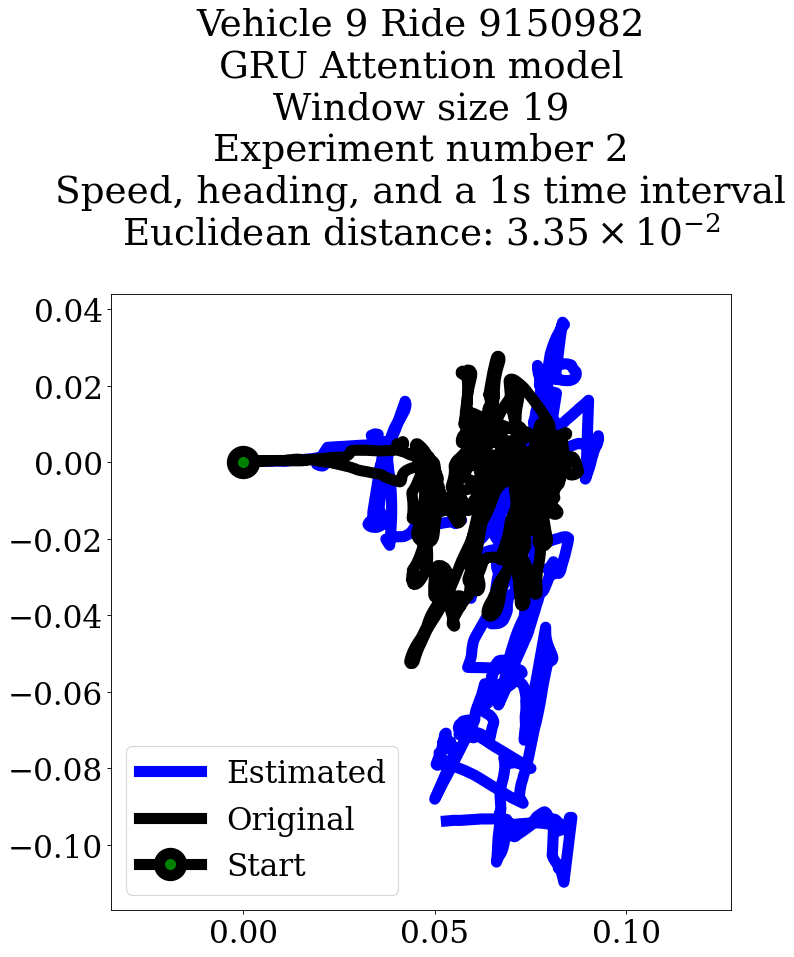 Vehicle 9 Ride 9150982
GRU Attention model
Window size 19
Experiment number 2
Speed, heading, and a 1s time interval
Euclidean distance: 3.35 × 10⁻²
0.04
0.02
0.00
−0.02
−0.04
−0.06
−0.08
−0.10
Estimated
Original
Start
0.00 0.05 0.10